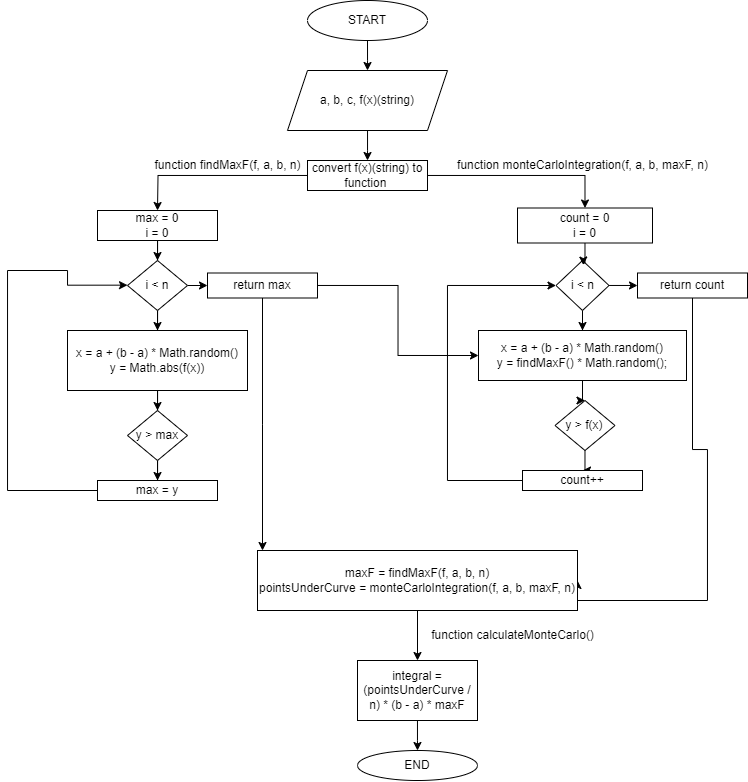 START
a, b, c, f(x)(string)
function findMaxF(f, a, b, n)
convert f(x)(string) to
function
function monteCarloIntegration(f, a, b, maxF, n)
max = 0
i = 0
count = 0
i = 0
i < n
return max
i < n
return count
x = a + (b - a) * Math.random()
y = Math.abs(f(x))
x = a + (b - a) * Math.random()
y = findMaxF() * Math.random();
y > max
y > f(x)
max = y
count++
maxF = findMaxF(f, a, b, n)
pointsUnderCurve = monteCarloIntegration(f, a, b, maxF, n)
function calculateMonteCarlo()
integral =
(pointsUnderCurve /
n) * (b - a) * maxF
END